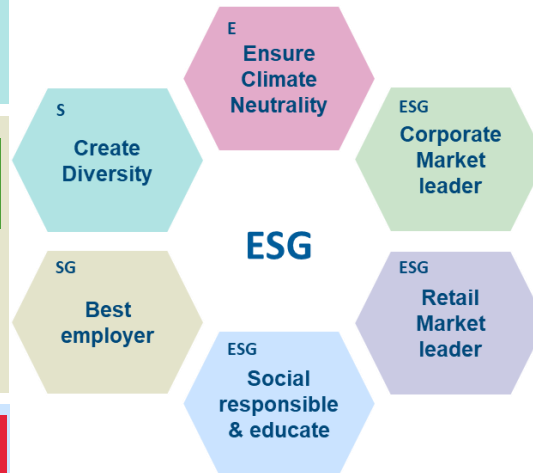 E
Ensure
Climate
Neutrality
S
Create
Diversity
ESG
Corporate
Market
leader
ESG
SG
Best
employer
ESG
Retail
Market
leader
ESG
Social
responsible
& educate